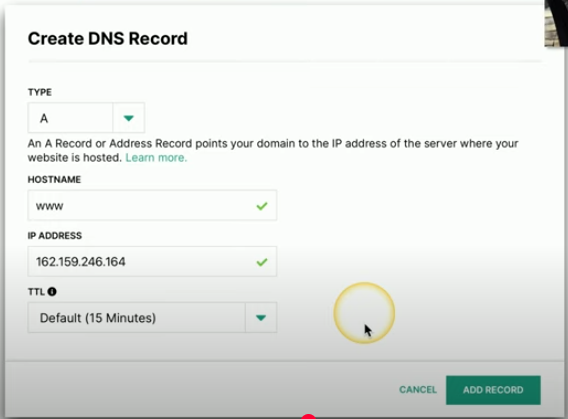 Create DNS Record
TYPE
A
An A Record or Address Record points your domain to the IP address of the server where your
website is hosted. Learn more.
HOSTNAME
www
IP ADDRESS
162.159.246.164
TTL
Default (15 Minutes)
CANCEL
ADD RECORD